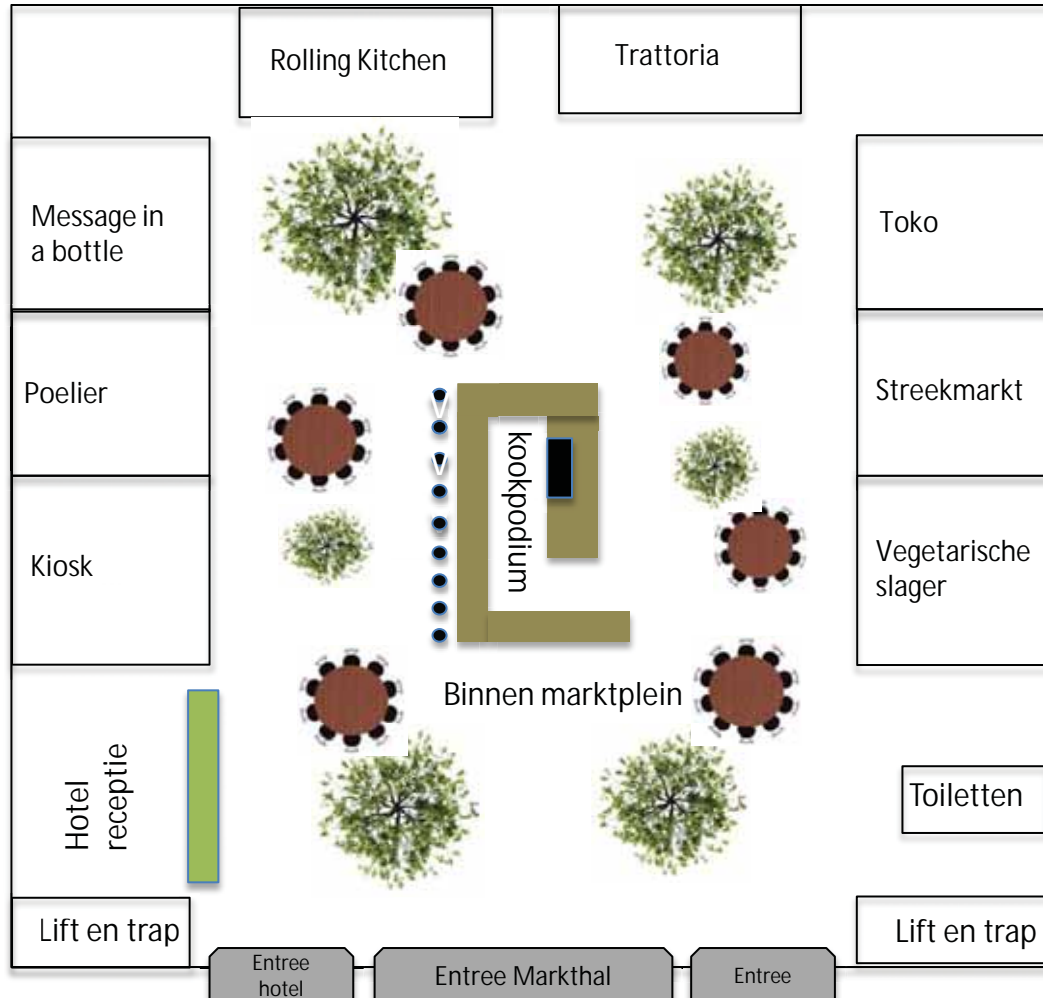 Rolling Kitchen
Trattoria
Message in
a bottle
Toko
Poelier
Streekmarkt
kookpodium
Kiosk
Vegetarische
slager
Binnen marktplein
Hotel
receptie
Toiletten
Lift en trap
Lift en trap
Entree
hotel
Entree Markthal
Entree